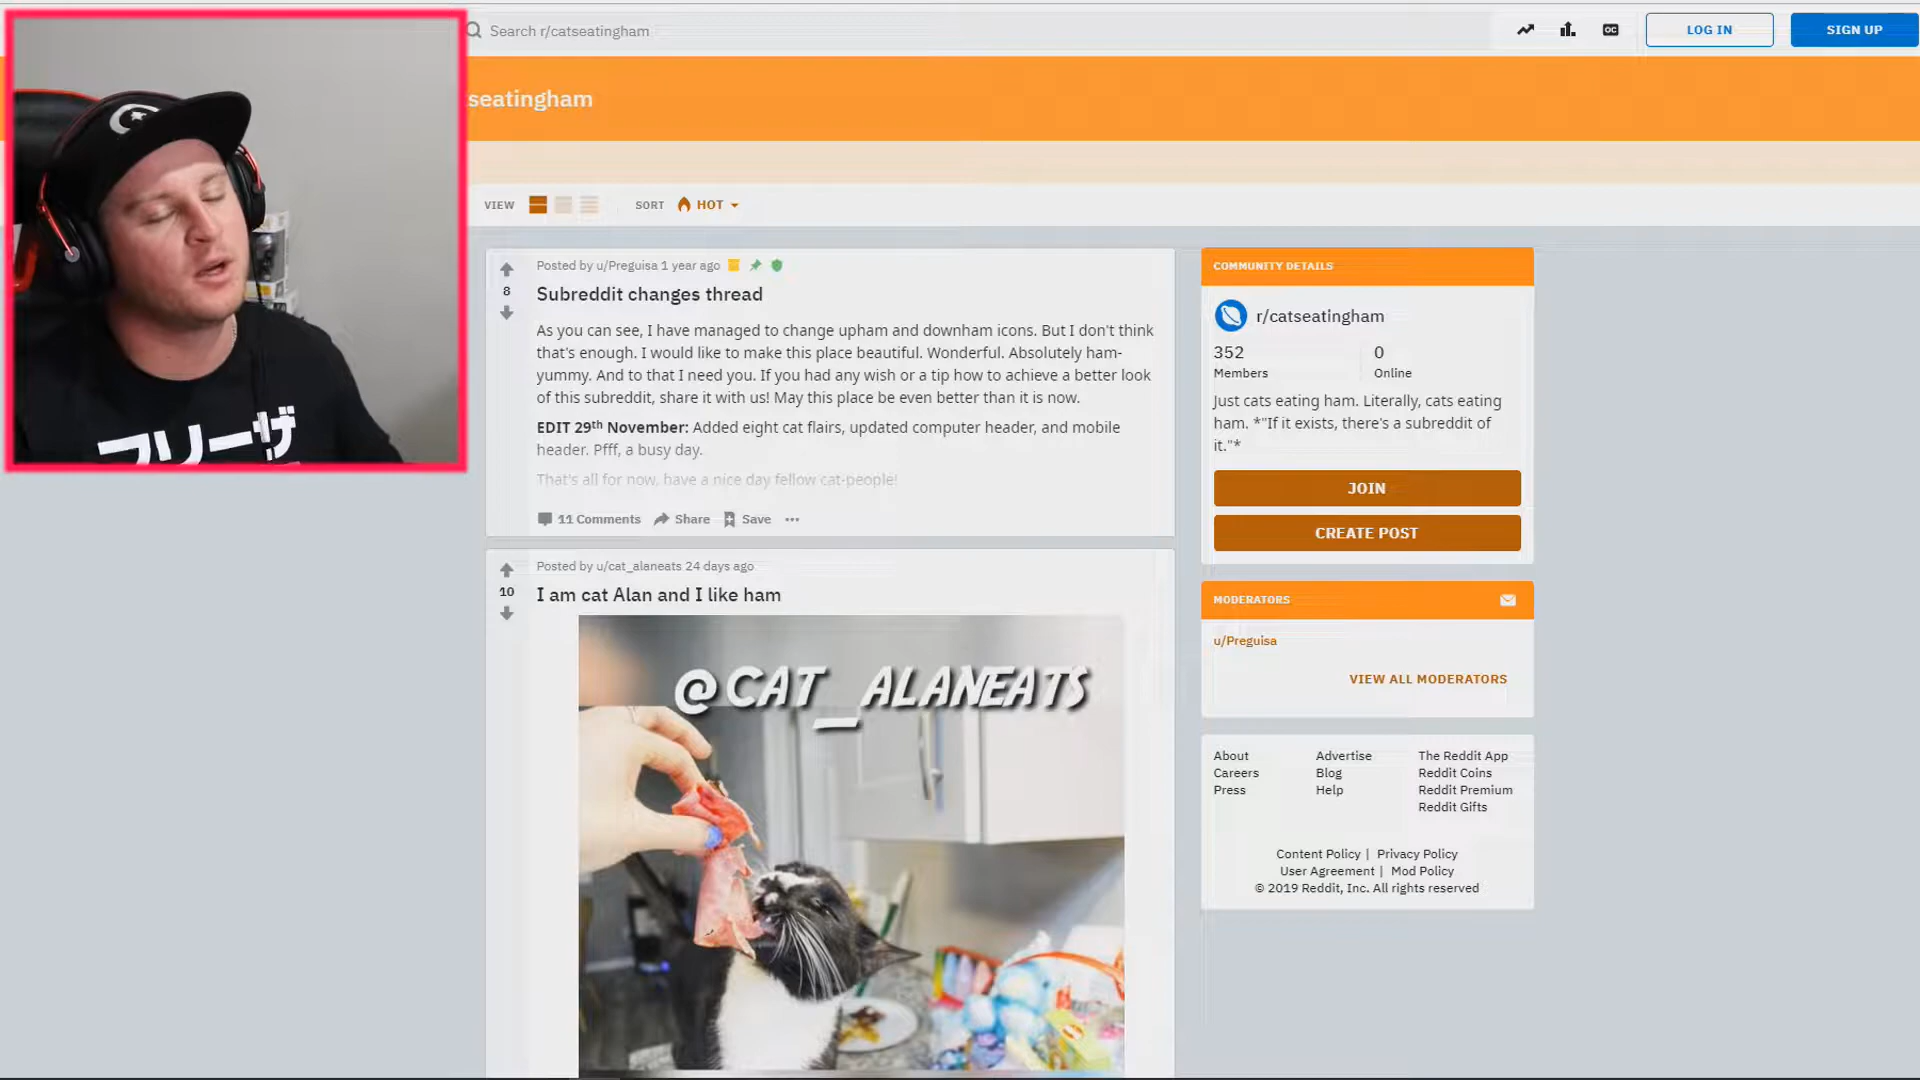 Search r/catseatingham
LOG IN
SIGN UP
seatingham
VIEW
SORT
HOT
フリーザ
Posted by u/Preguisa 1 year ago
8
Subreddit changes thread
As you can see, I have managed to change upham and downham icons. But I don't think
that's enough. I would like to make this place beautiful. Wonderful. Absolutely ham-
yummy. And to that I need you. If you had any wish or a tip how to achieve a better look
of this subreddit, share it with us! May this place be even better than it is now.
EDIT 29th November: Added eight cat flairs, updated computer header, and mobile
header. Pfff, a busy day.
That's all for now, have a nice day fellow cat-people!
11 Comments
Share
Save
Posted by u/cat_alaneats 24 days ago
10
I am cat Alan and I like ham
@CAT_ALANEATS
COMMUNITY DETAILS
r/catseatingham
352
Members
0
Online
Just cats eating ham. Literally, cats eating
ham. *"If it exists, there's a subreddit of
it."*
JOIN
CREATE POST
MODERATORS
u/Preguisa
VIEW ALL MODERATORS
About
Careers
Press
Advertise
Blog
Help
The Reddit App
Reddit Coins
Reddit Premium
Reddit Gifts
Content Policy | Privacy Policy
User Agreement | Mod Policy
© 2019 Reddit, Inc. All rights reserved